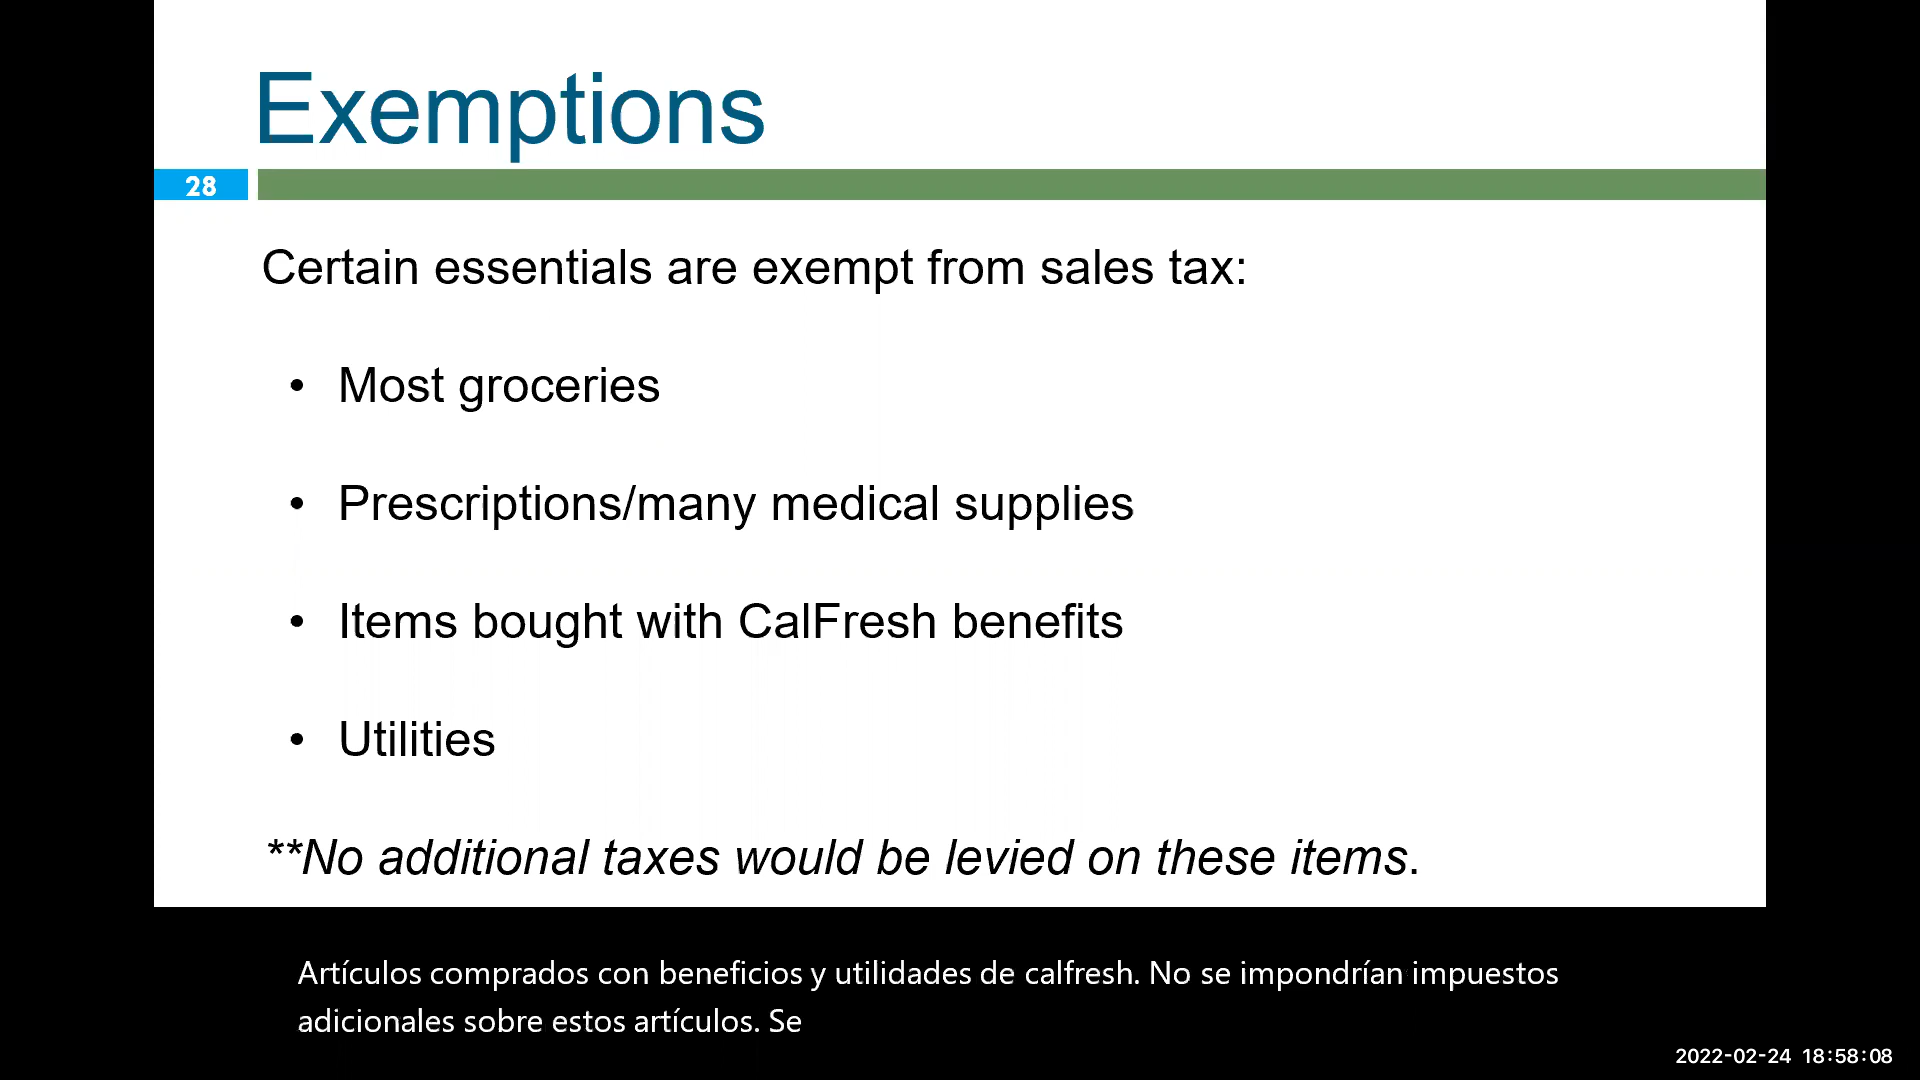 Exemptions
28
Certain essentials are exempt from sales tax:
• Most groceries
• Prescriptions/many medical supplies
• Items bought with CalFresh benefits
• Utilities
**No additional taxes would be levied on these items.
Artículos comprados con beneficios y utilidades de calfresh. No se impondrían impuestos
adicionales sobre estos artículos. Se
2022-02-24 18:58:08